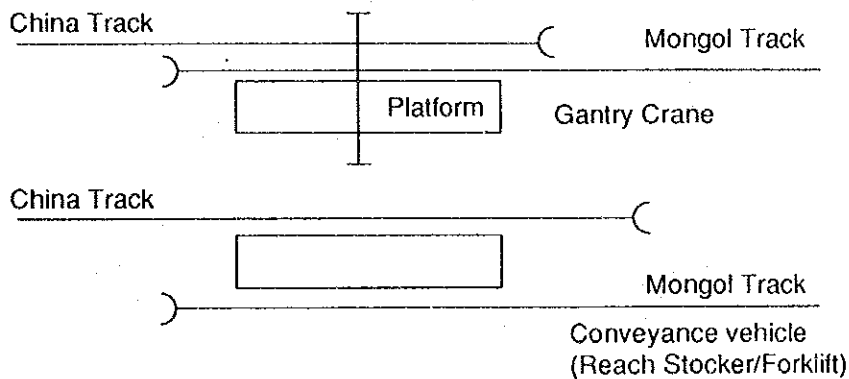 China Track
Mongol Track
Platform
Gantry Crane
China Track
Mongol Track
Conveyance vehicle
(Reach Stocker/Forklift)